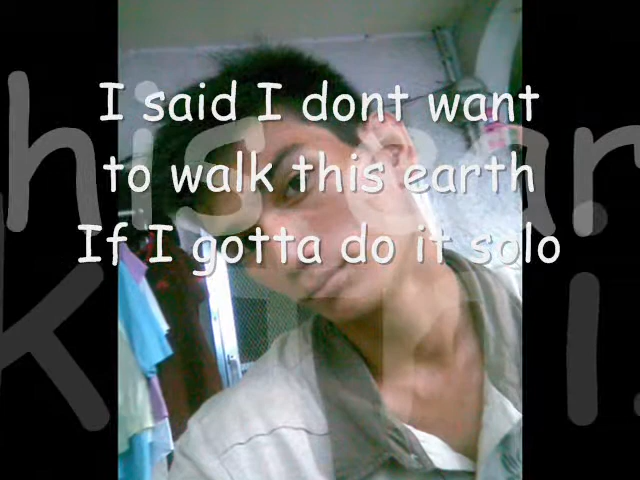 I said I dont want
to walk this earth
If I gotta do it solo